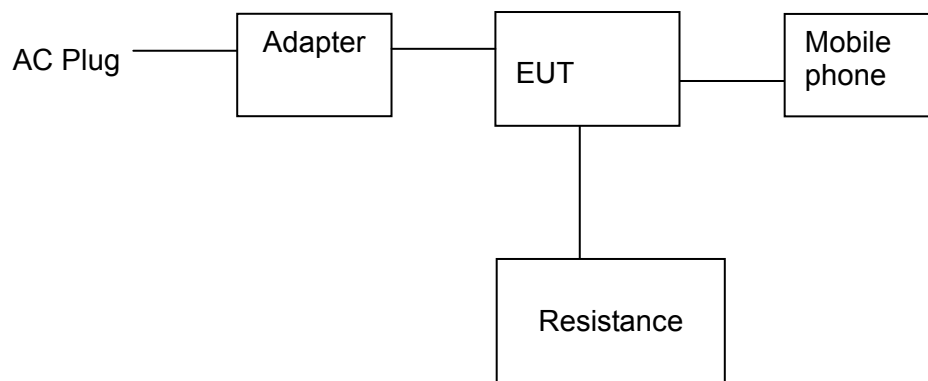 AC Plug
Adapter
EUT
Mobile
phone
Resistance